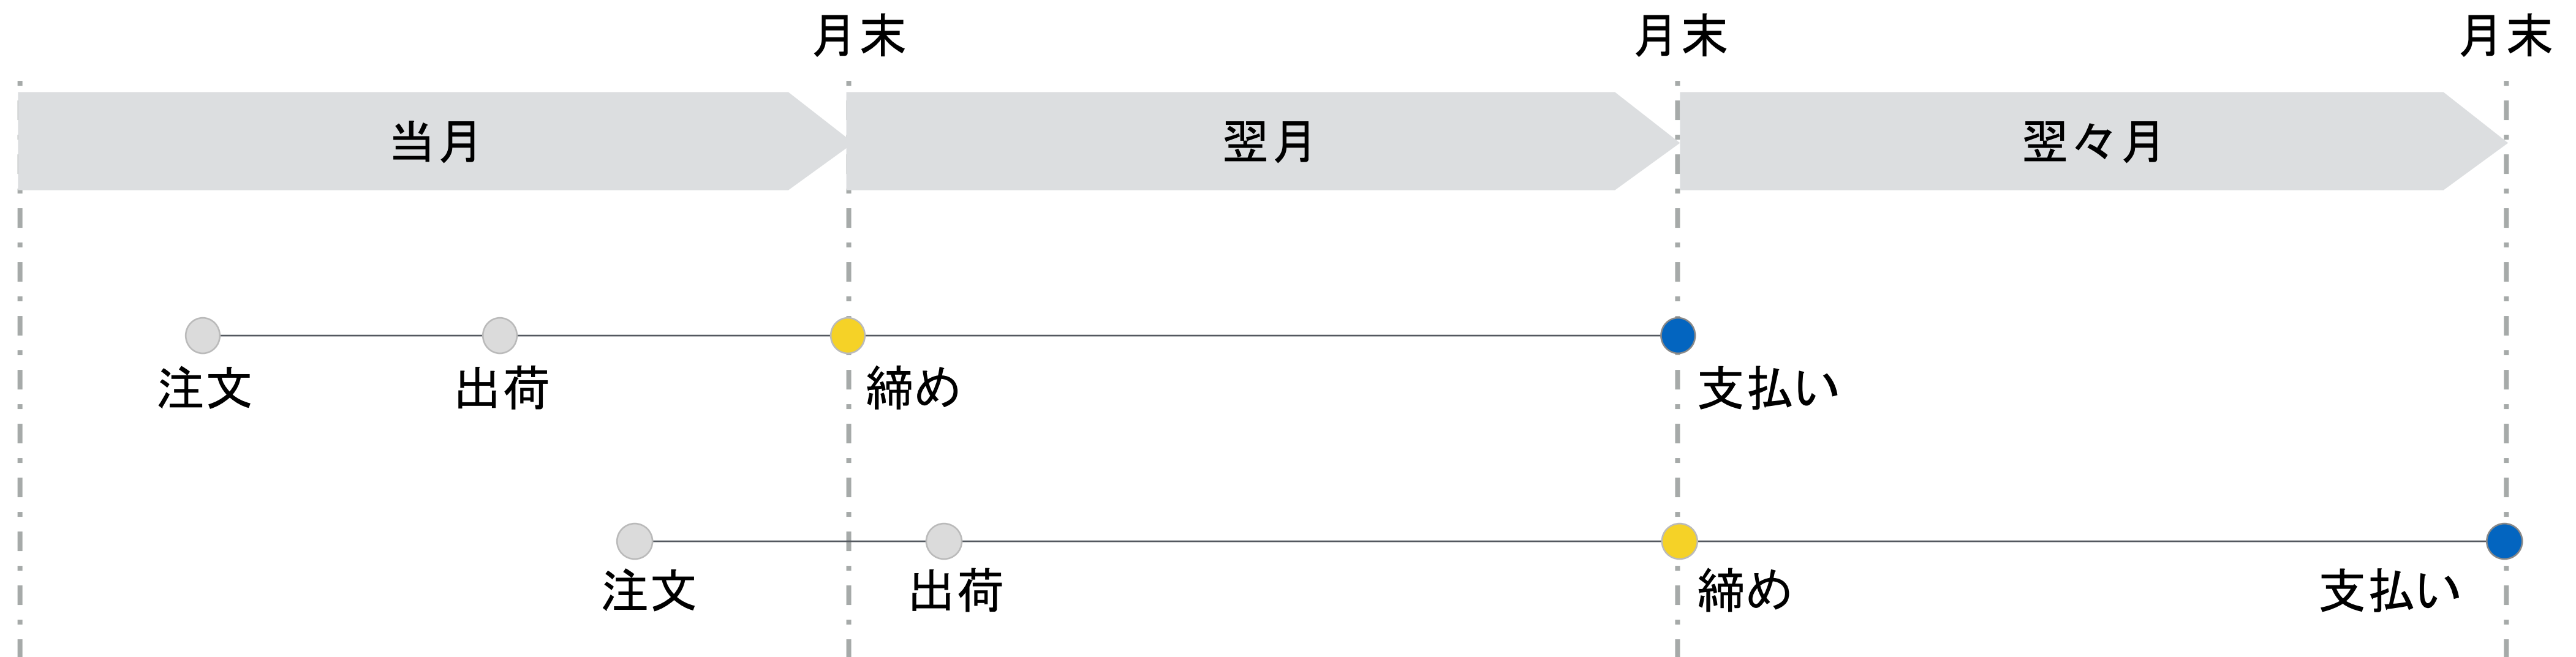 月末 月末 月末
当月 翌月 翌々月
注文 出荷 締め 支払い
注文 出荷 締め 支払い